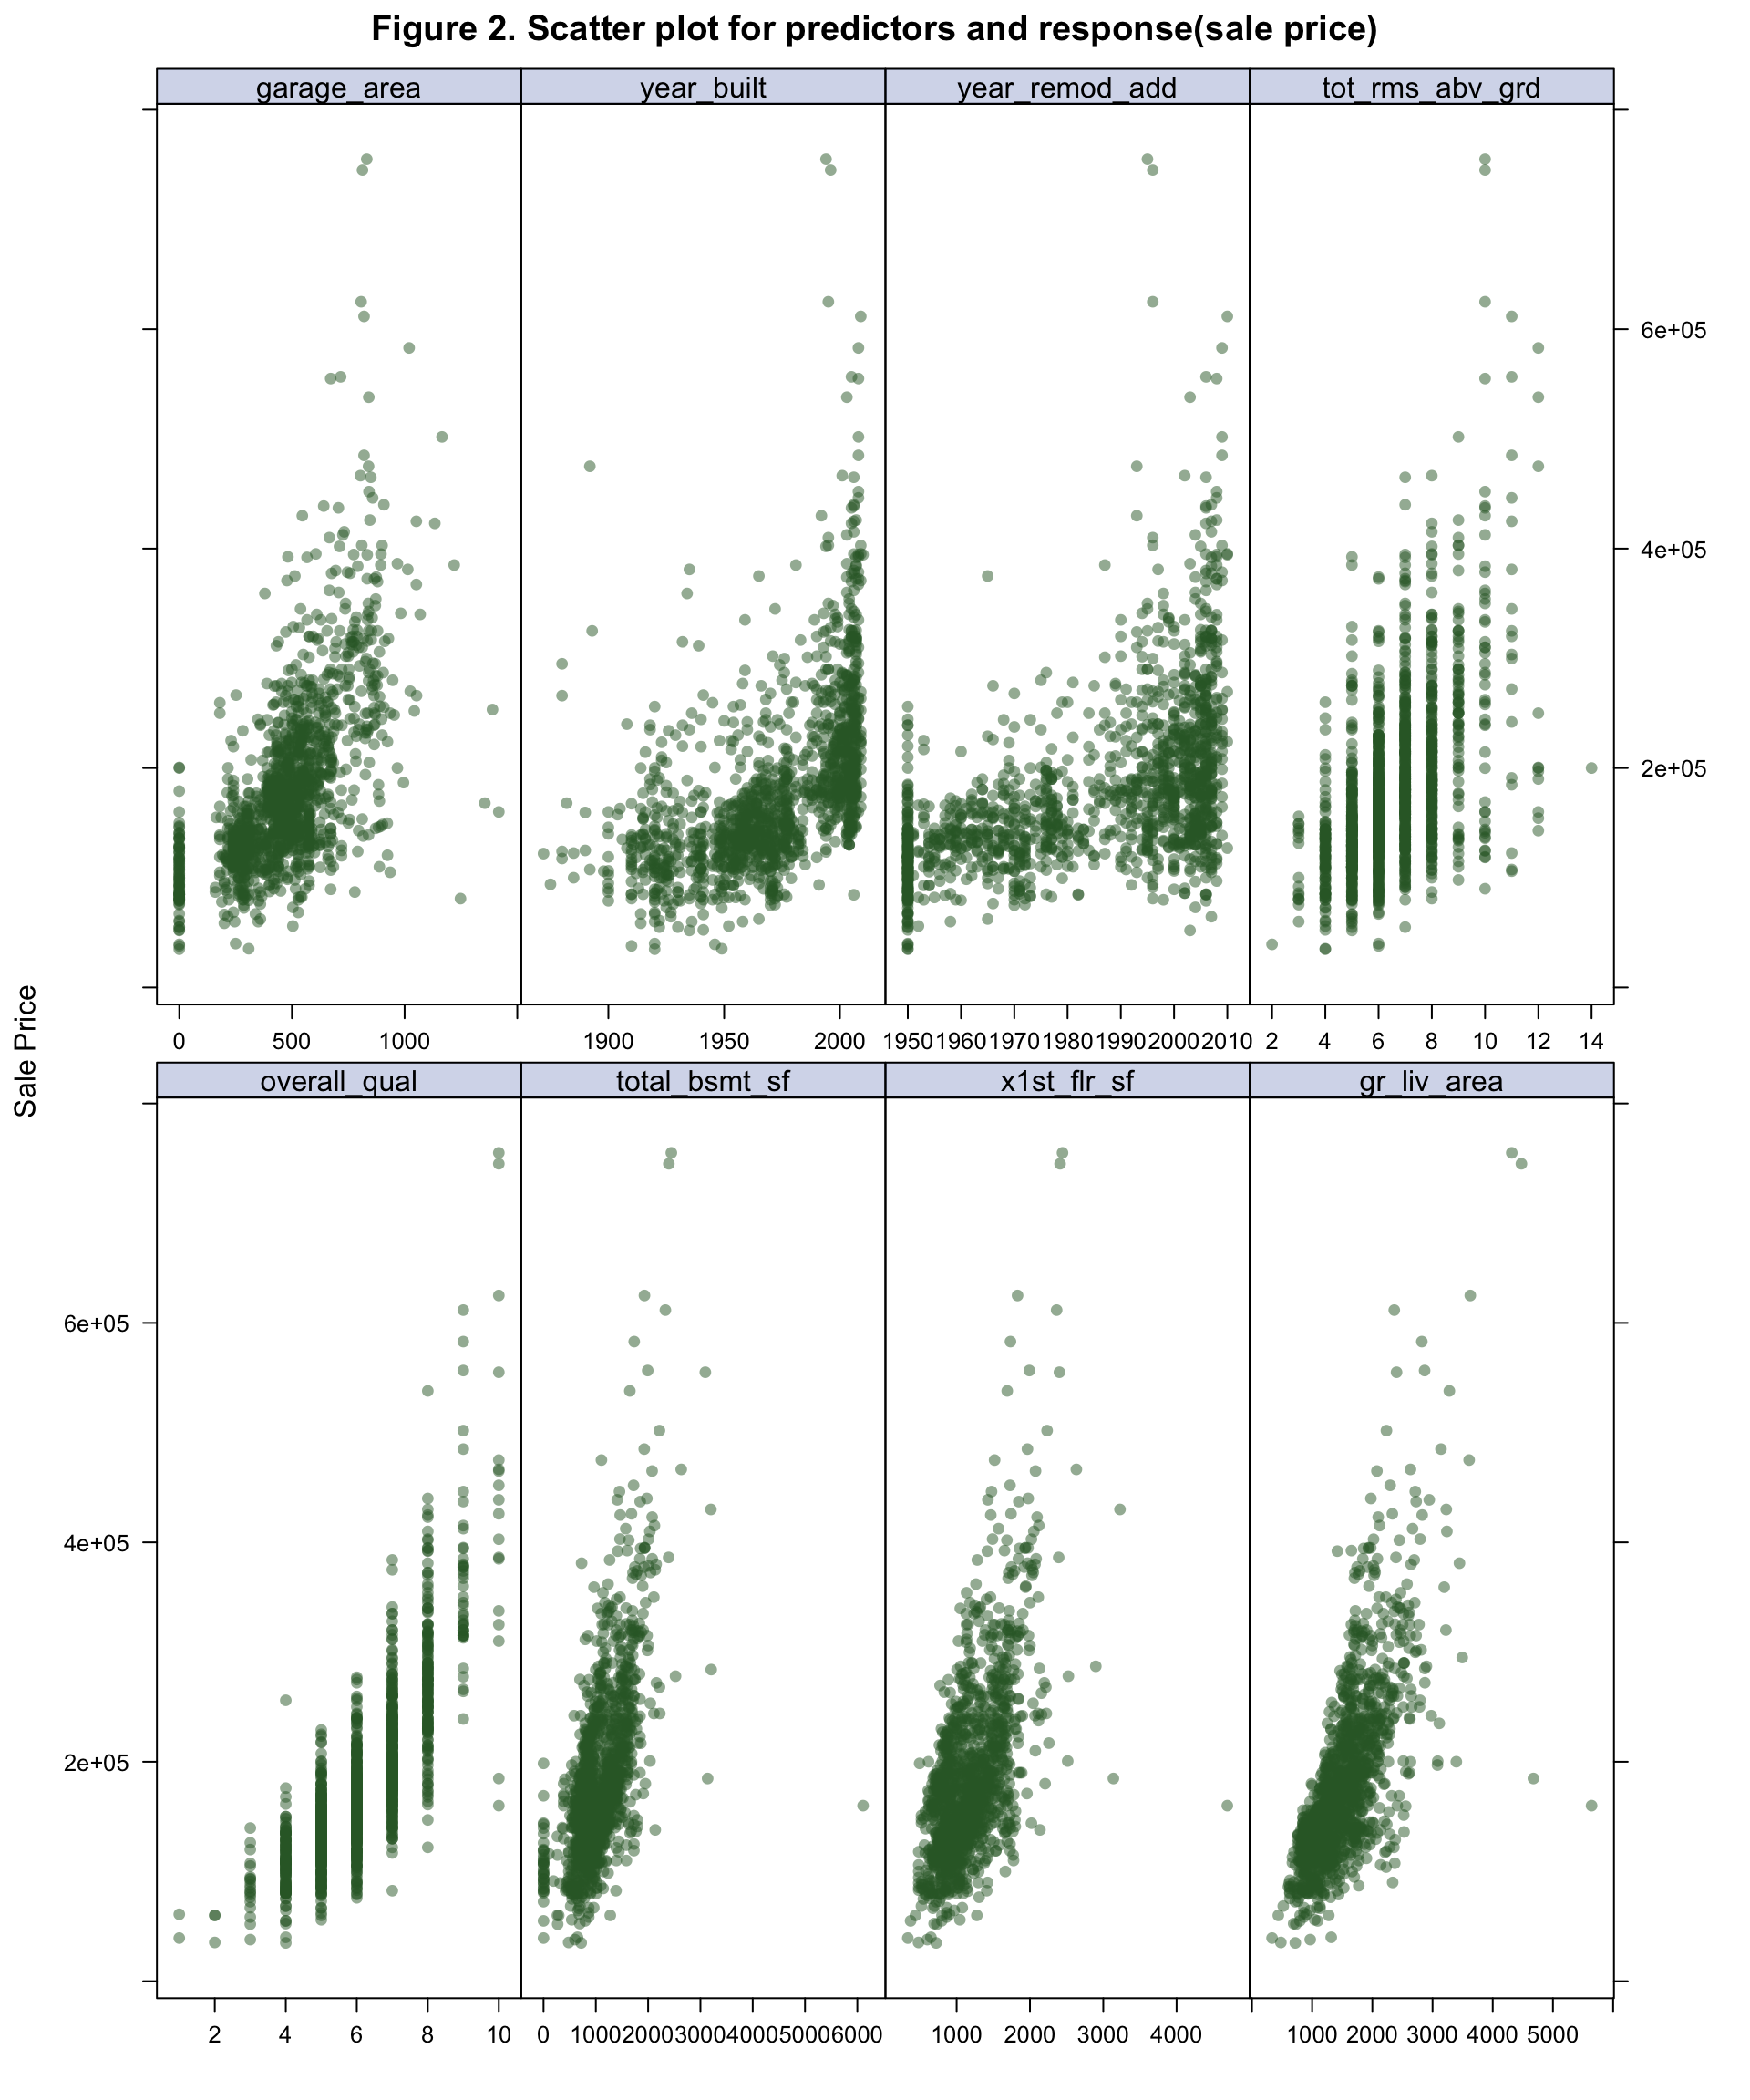 Figure 2. Scatter plot for predictors and response(sale price)
garage_area year_built year_remod_add tot_rms_abv_grd
6e+05
4e+05
2e+05
0 500 1000 1900 1950 2000 1950 1960 1970 1980 1990 2000 2010 2 4 6 8 10 12 14
Sale Price
overall_qual total_bsmt_sf x1st_flr_sf gr_liv_area
6e+05
4e+05
2e+05
2 4 6 8 10 0 1000 2000 3000 4000 5000 6000 1000 2000 3000 4000 1000 2000 3000 4000 5000